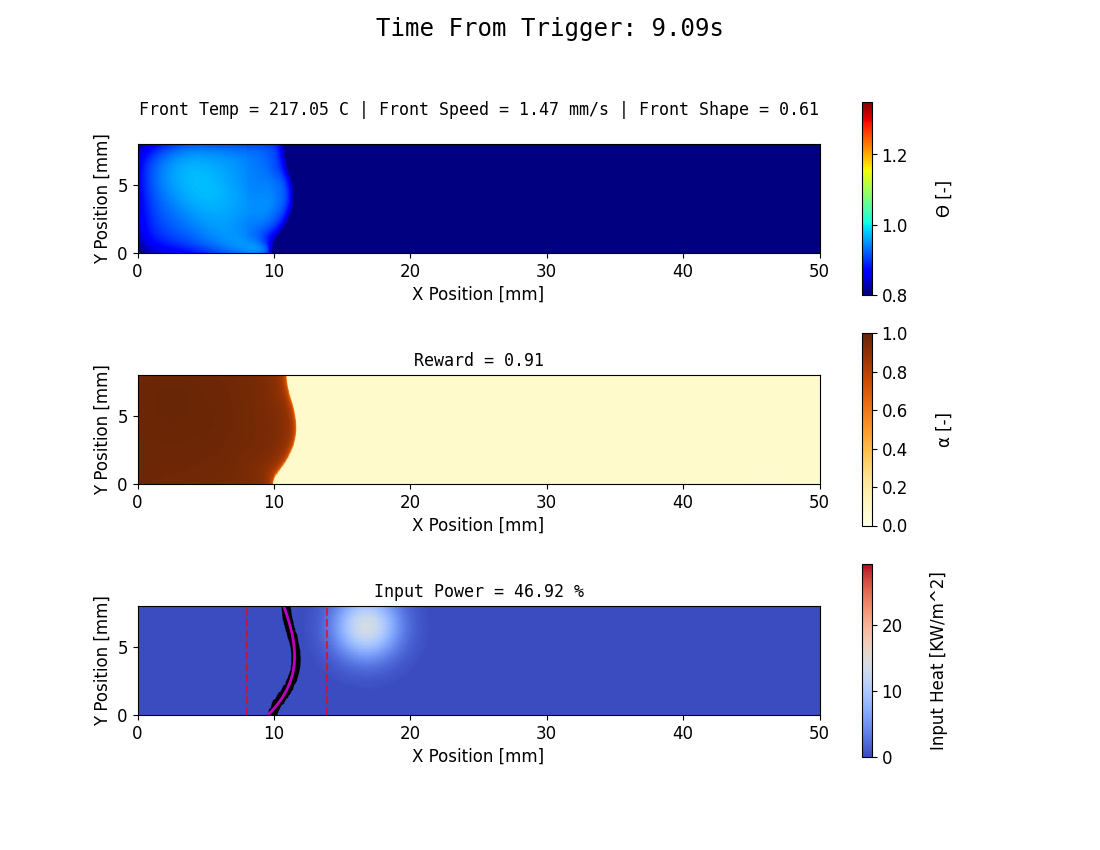 Time From Trigger: 9.09s
Front Temp = 217.05 C | Front Speed = 1.47 mm/s | Front Shape = 0.61
Y Position [mm]
5
0
0 10 20 30 40 50
X Position [mm]
1.2
1.0
0.8
Θ [-]
Reward = 0.91
Y Position [mm]
5
0
0 10 20 30 40 50
X Position [mm]
1.0
0.8
0.6
0.4
0.2
0.0
α [-]
Input Power = 46.92 %
Y Position [mm]
5
0
0 10 20 30 40 50
X Position [mm]
20
10
0
Input Heat [KW/m^2]